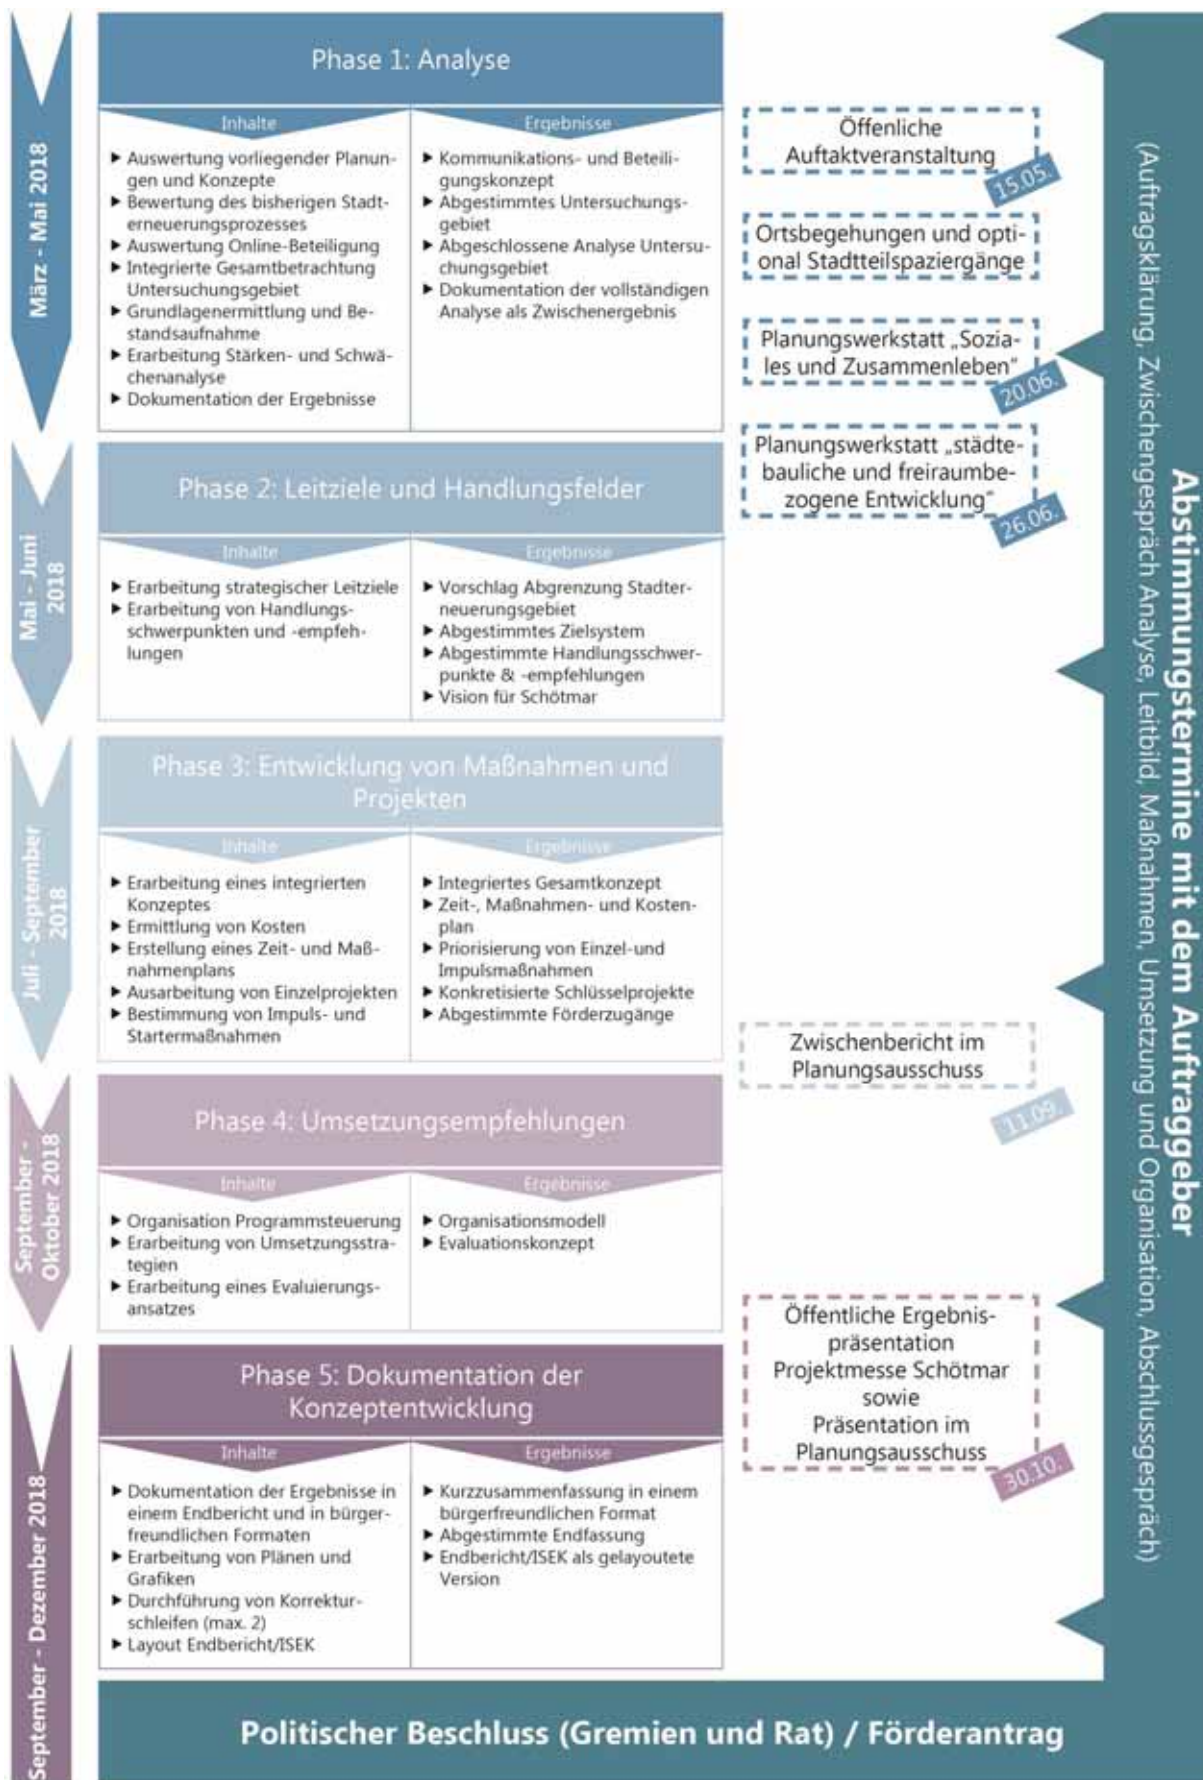 März - Mai 2018
Phase 1: Analyse
Inhalte
▶ Auswertung vorliegender Planun-
gen und Konzepte
▶ Bewertung des bisherigen Stadt-
erneuerungsprozesses
▶ Auswertung Online-Beteiligung
▶ Integrierte Gesamtbetrachtung
Untersuchungsgebiet
▶ Grundlagenermittlung und Be-
standsaufnahme
▶ Erarbeitung Stärken- und Schwä-
chenanalyse
▶ Dokumentation der Ergebnisse
Ergebnisse
▶ Kommunikations- und Beteili-
gungskonzept
▶ Abgestimmtes Untersuchungs-
gebiet
▶ Abgeschlossene Analyse Untersu-
chungsgebiet
▶ Dokumentation der vollständigen
Analyse als Zwischenergebnis
Öffenliche
Auftaktveranstaltung
15.05.
Ortsbegehungen und opti-
onal Stadtteilspaziergänge
Planungswerkstatt „Sozia-
les und Zusammenleben“
20.06.
Planungswerkstatt „städte-
bauliche und freiraumbe-
zogene Entwicklung“
26.06.
Mai - Juni
2018
Phase 2: Leitziele und Handlungsfelder
Inhalte
▶ Erarbeitung strategischer Leitziele
▶ Erarbeitung von Handlungs-
schwerpunkten und -empfeh-
lungen
Ergebnisse
▶ Vorschlag Abgrenzung Stadter-
neuerungsgebiet
▶ Abgestimmtes Zielsystem
▶ Abgestimmte Handlungsschwer-
punkte & -empfehlungen
▶ Vision für Schötmar
Juli - September
2018
Phase 3: Entwicklung von Maßnahmen und
Projekten
Inhalte
▶ Erarbeitung eines integrierten
Konzeptes
▶ Ermittlung von Kosten
▶ Erstellung eines Zeit- und Maß-
nahmenplans
▶ Ausarbeitung von Einzelprojekten
▶ Bestimmung von Impuls- und
Startermaßnahmen
Ergebnisse
▶ Integriertes Gesamtkonzept
▶ Zeit-, Maßnahmen- und Kosten-
plan
▶ Priorisierung von Einzel-und
Impulsmaßnahmen
▶ Konkretisierte Schlüsselprojekte
▶ Abgestimmte Förderzugänge
Zwischenbericht im
Planungsausschuss
11.09.
September -
Oktober 2018
Phase 4: Umsetzungsempfehlungen
Inhalte
▶ Organisation Programmsteuerung
▶ Erarbeitung von Umsetzungsstra-
tegien
▶ Erarbeitung eines Evaluierungs-
ansatzes
Ergebnisse
▶ Organisationsmodell
▶ Evaluationskonzept
Öffentliche Ergebnis-
präsentation
Projektmesse Schötmar
sowie
Präsentation im
Planungsausschuss
30.10.
September - Dezember 2018
Phase 5: Dokumentation der
Konzeptentwicklung
Inhalte
▶ Dokumentation der Ergebnisse in
einem Endbericht und in bürger-
freundlichen Formaten
▶ Erarbeitung von Plänen und
Grafiken
▶ Durchführung von Korrektur-
schleifen (max. 2)
▶ Layout Endbericht/ISEK
Ergebnisse
▶ Kurzzusammenfassung in einem
bürgerfreundlichen Format
▶ Abgestimmte Endfassung
▶ Endbericht/ISEK als gelayoutete
Version
Abstimmungstermine mit dem Auftraggeber
(Auftragsklärung, Zwischengespräch Analyse, Leitbild, Maßnahmen, Umsetzung und Organisation, Abschlussgespräch)
Politischer Beschluss (Gremien und Rat) / Förderantrag